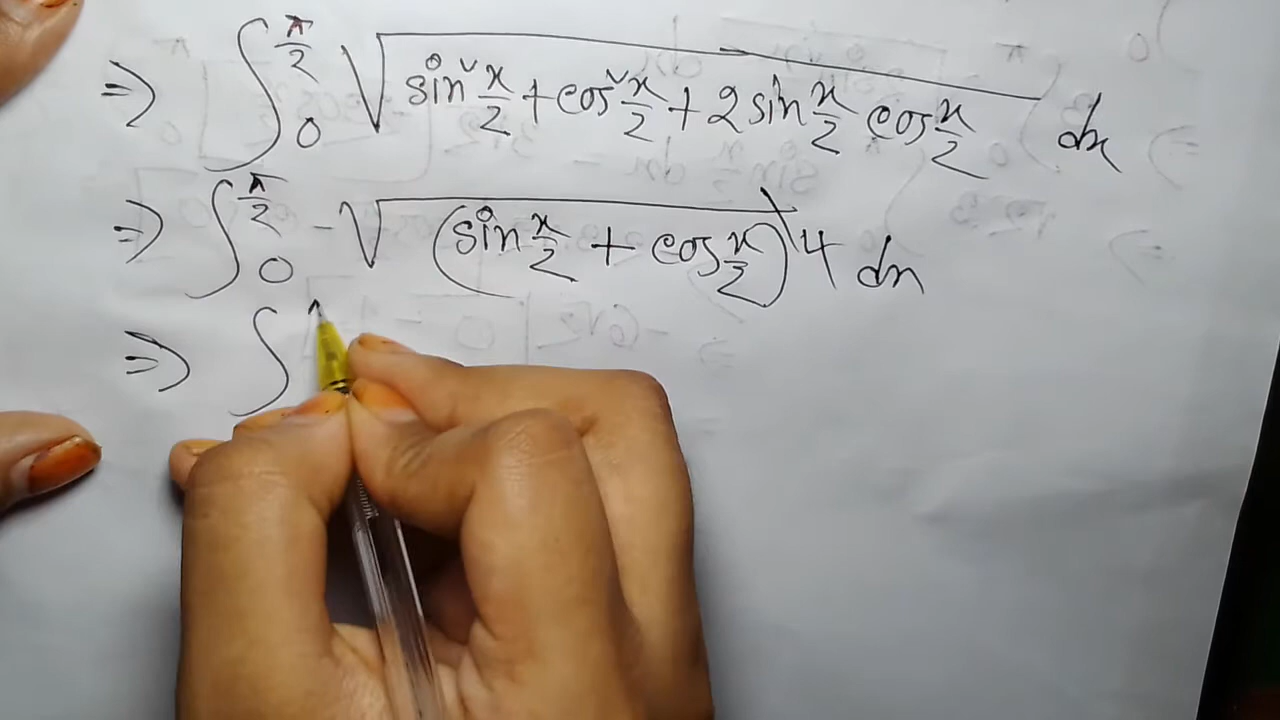 ⇒ ∫₀^{π/2} √(sin² x/2 + cos² x/2 + 2 sin x/2 cos x/2) dx
⇒ ∫₀^{π/2} - √(sin x/2 + cos x/2)4 dx
⇒ ∫